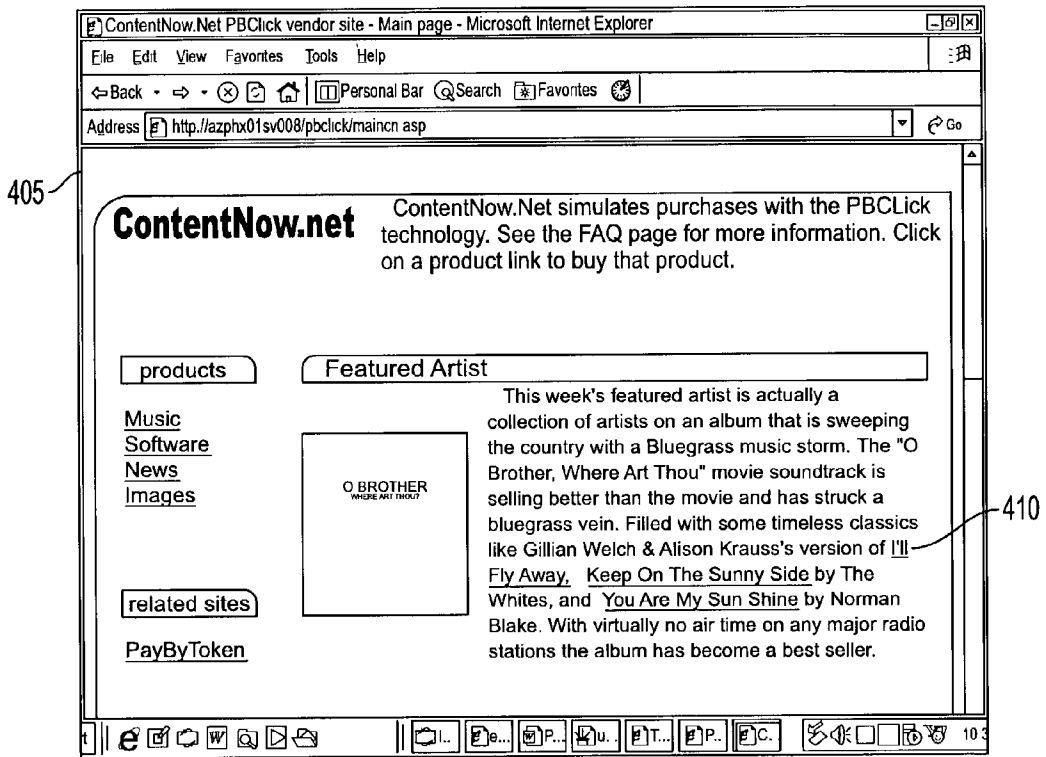 ContentNow.Net PBClick vendor site - Main page - Microsoft Internet Explorer
File Edit View Favorites Tools Help
Back Personal Bar Search Favorites
Address http://azphx01sv008/pbclick/maincn asp Go
405
ContentNow.net
ContentNow.Net simulates purchases with the PBCLick
technology. See the FAQ page for more information. Click
on a product link to buy that product.
products
Music
Software
News
Images
related sites
PayByToken
Featured Artist
O BROTHER
WHERE ART THOU?
This week's featured artist is actually a
collection of artists on an album that is sweeping
the country with a Bluegrass music storm. The "O
Brother, Where Art Thou" movie soundtrack is
selling better than the movie and has struck a
bluegrass vein. Filled with some timeless classics
like Gillian Welch & Alison Krauss's version of I'll
Fly Away, Keep On The Sunny Side by The
Whites, and You Are My Sun Shine by Norman
Blake. With virtually no air time on any major radio
stations the album has become a best seller.
410
t e W I.. e... P... u. . T... P.. C. 10 3